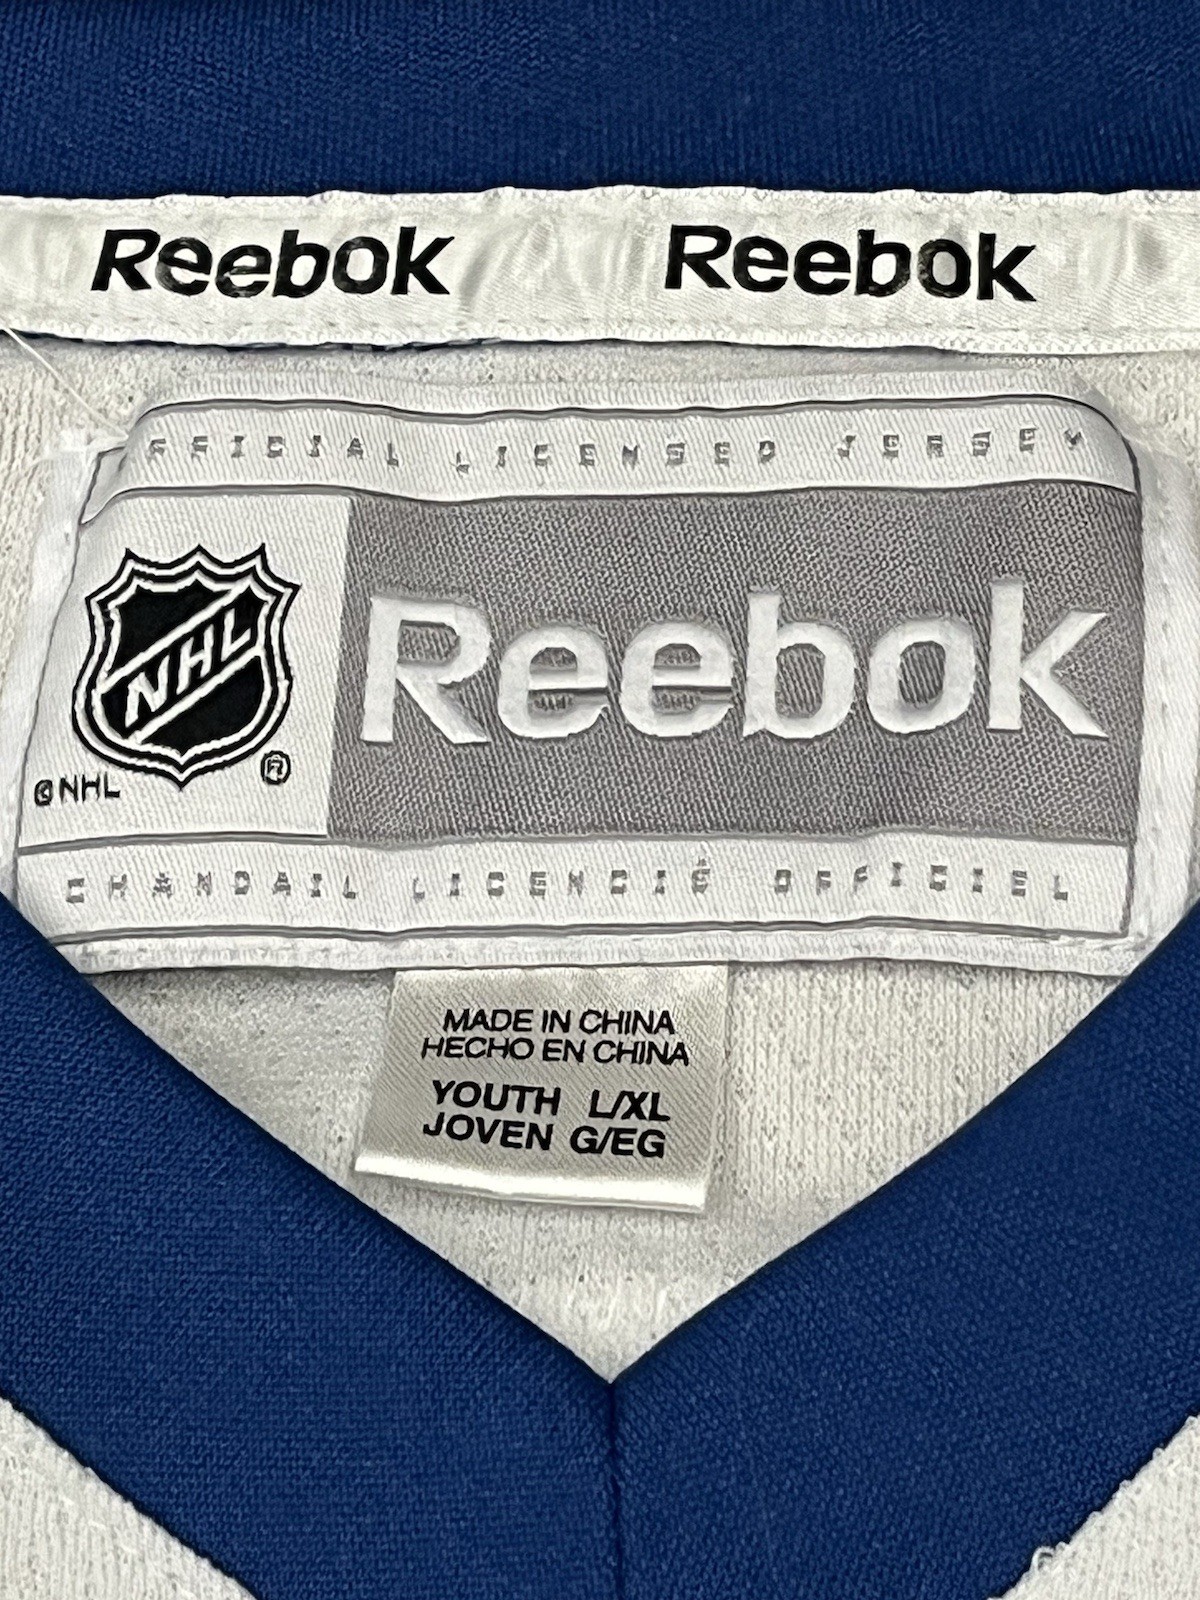 Reebok Reebok
OFFICIAL LICENSED JERSEY
NHL
Reebok
©NHL ®
CHANDAIL LICENCIÉ OFFICIEL
MADE IN CHINA
HECHO EN CHINA
YOUTH L/XL
JOVEN G/EG